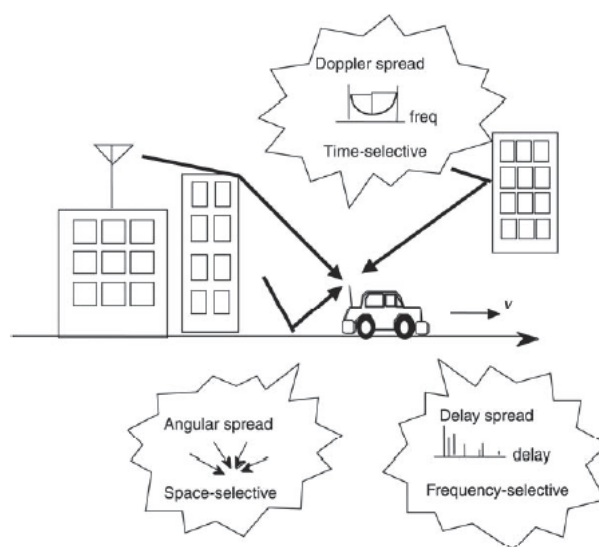 Doppler spread
freq
Time-selective
v
Angular spread
Space-selective
Delay spread
delay
Frequency-selective